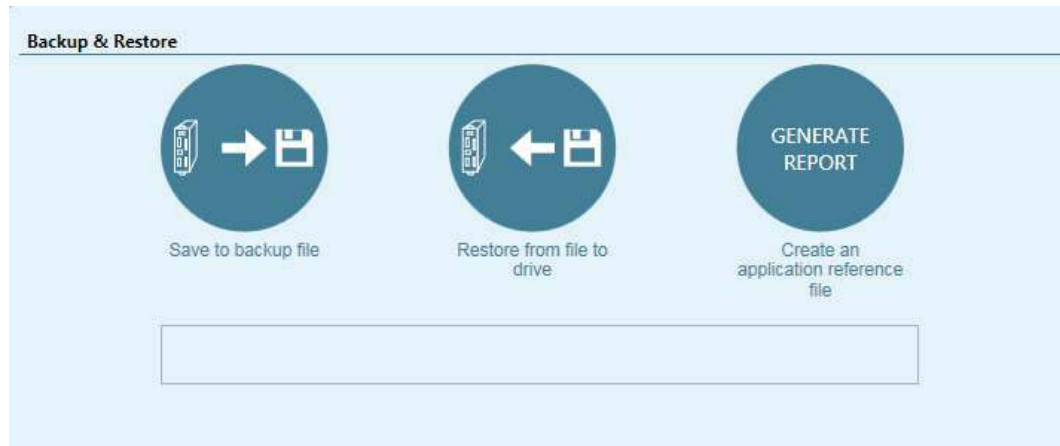 Backup & Restore
GENERATE
REPORT
Save to backup file
Restore from file to
drive
Create an
application reference
file